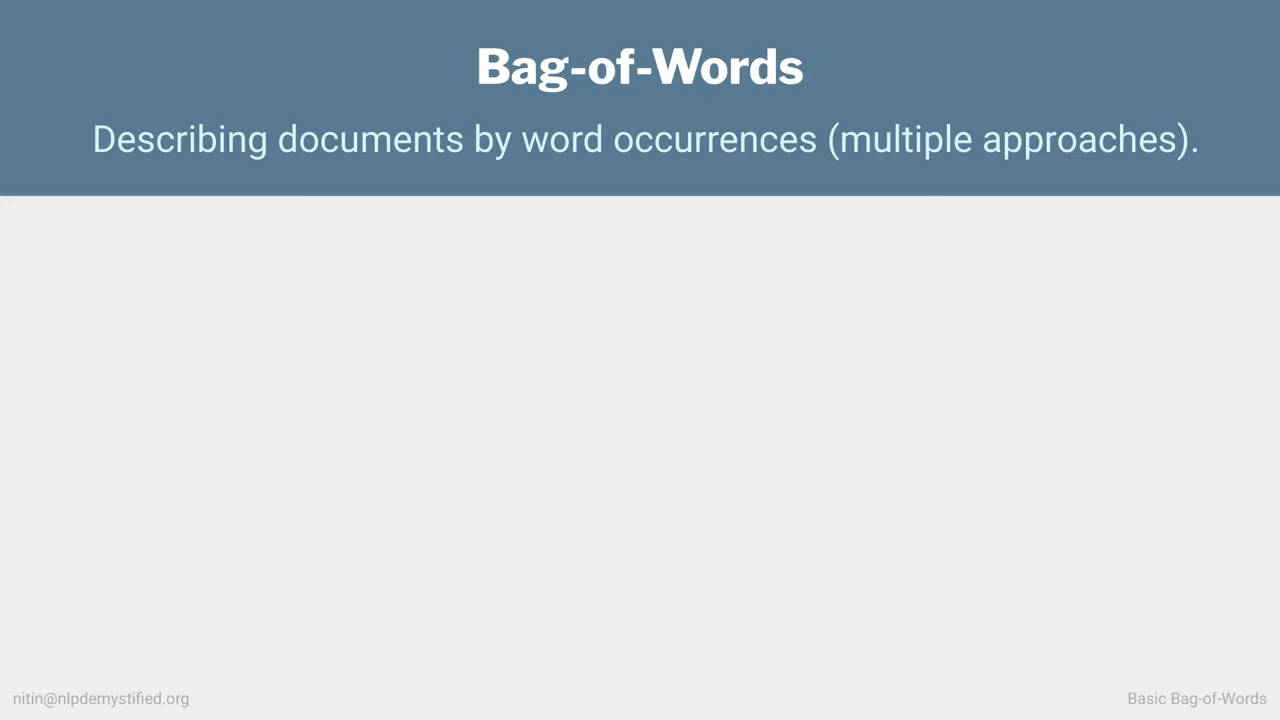 Bag-of-Words
Describing documents by word occurrences (multiple approaches).
nitin@nlpdemystified.org
Basic Bag-of-Words